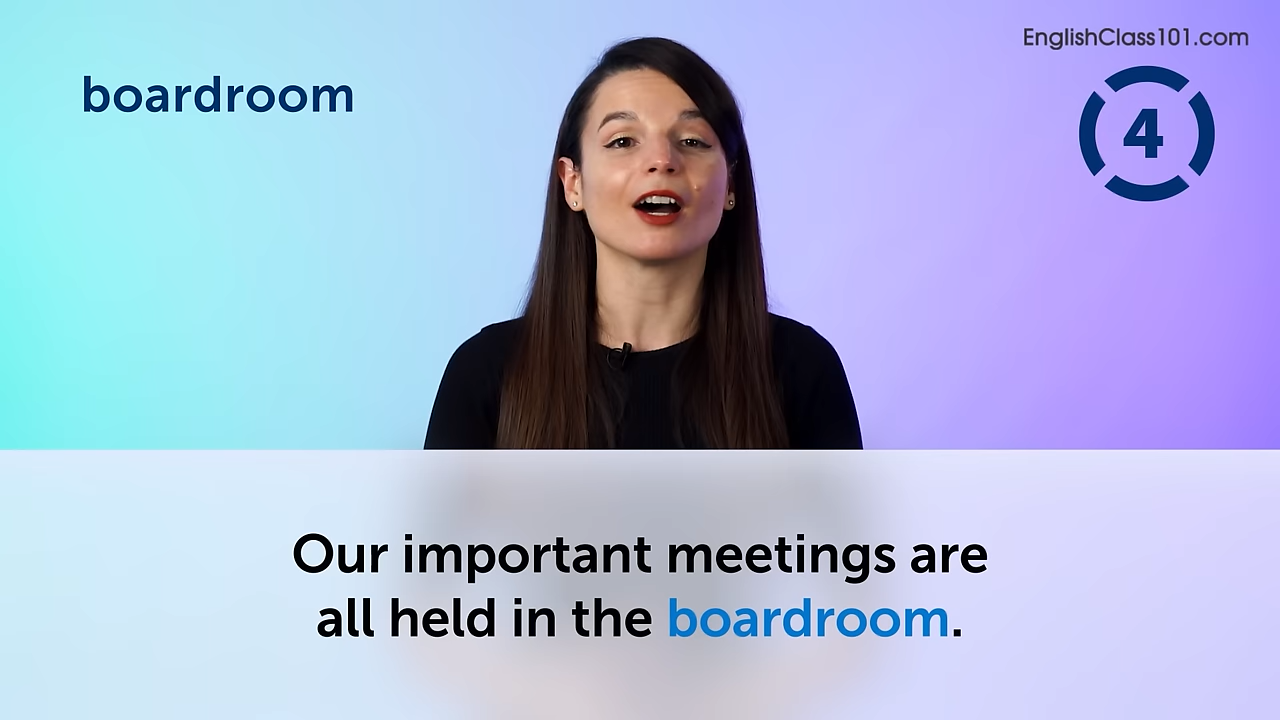 EnglishClass101.com
boardroom
4
Our important meetings are
all held in the boardroom.